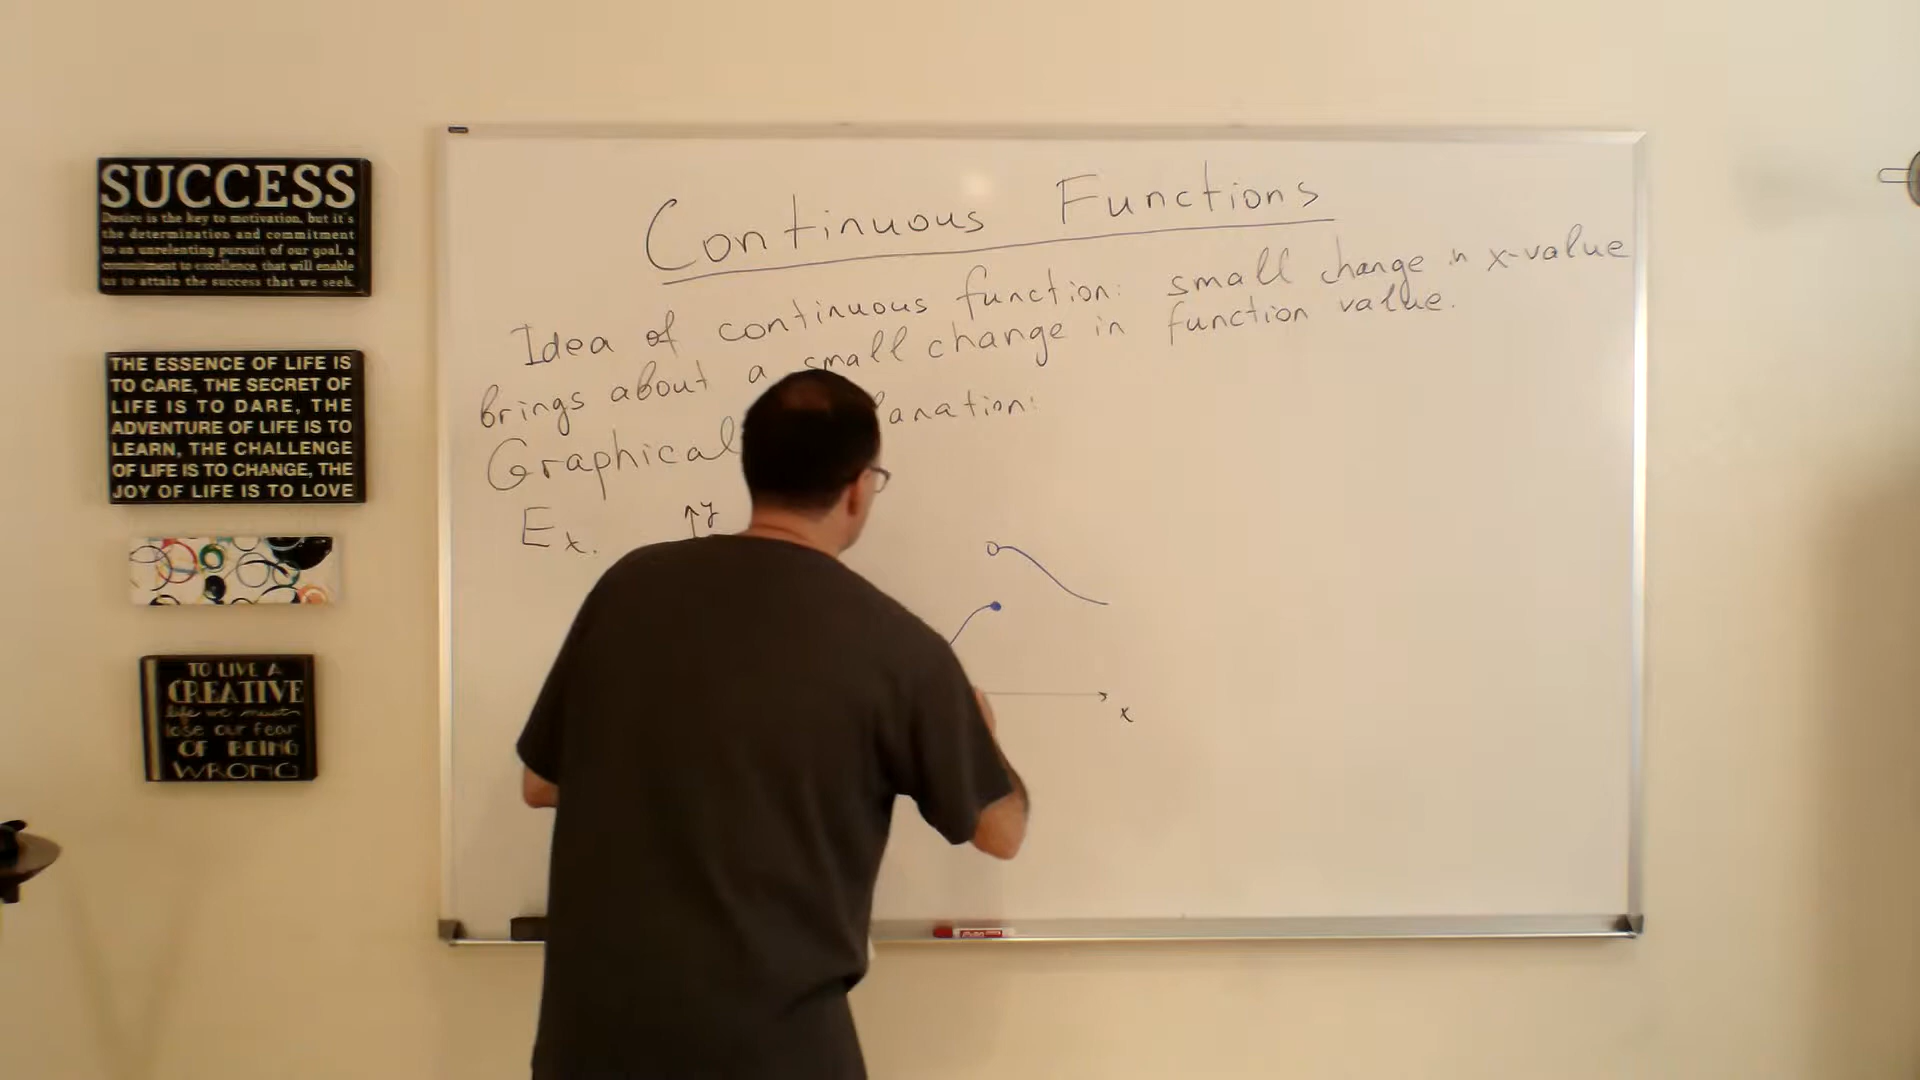 SUCCESS
Desire is the key to motivation, but it's
the determination and commitment
to an unrelenting pursuit of our goal, a
commitment to excellence, that will enable
us to attain the success that we seek.
THE ESSENCE OF LIFE IS
TO CARE, THE SECRET OF
LIFE IS TO DARE, THE
ADVENTURE OF LIFE IS TO
LEARN, THE CHALLENGE
OF LIFE IS TO CHANGE, THE
JOY OF LIFE IS TO LOVE
TO LIVE A
CREATIVE
life we must
lose our fear
OF BEING
WRONG
Continuous Functions
Idea of continuous function: small change in x-value
brings about a small change in function value.
Graphical lanation:
Ex.
y
x